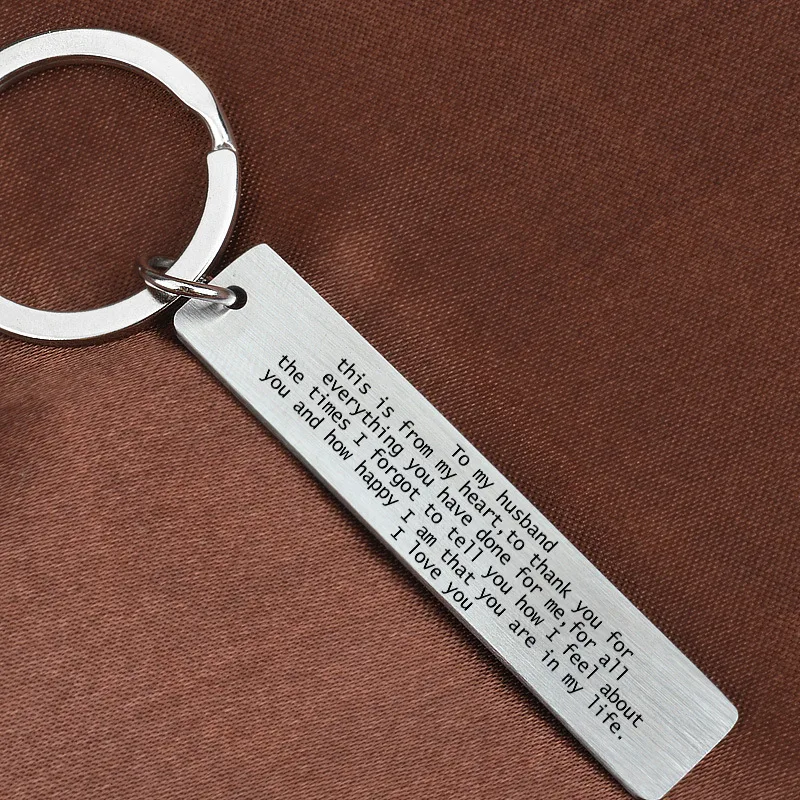 To my husband
this is from my heart,to thank you for
everything you have done for me,for all
the times I forgot to tell you how I feel about
you and how happy I am that you are in my life.
I love you